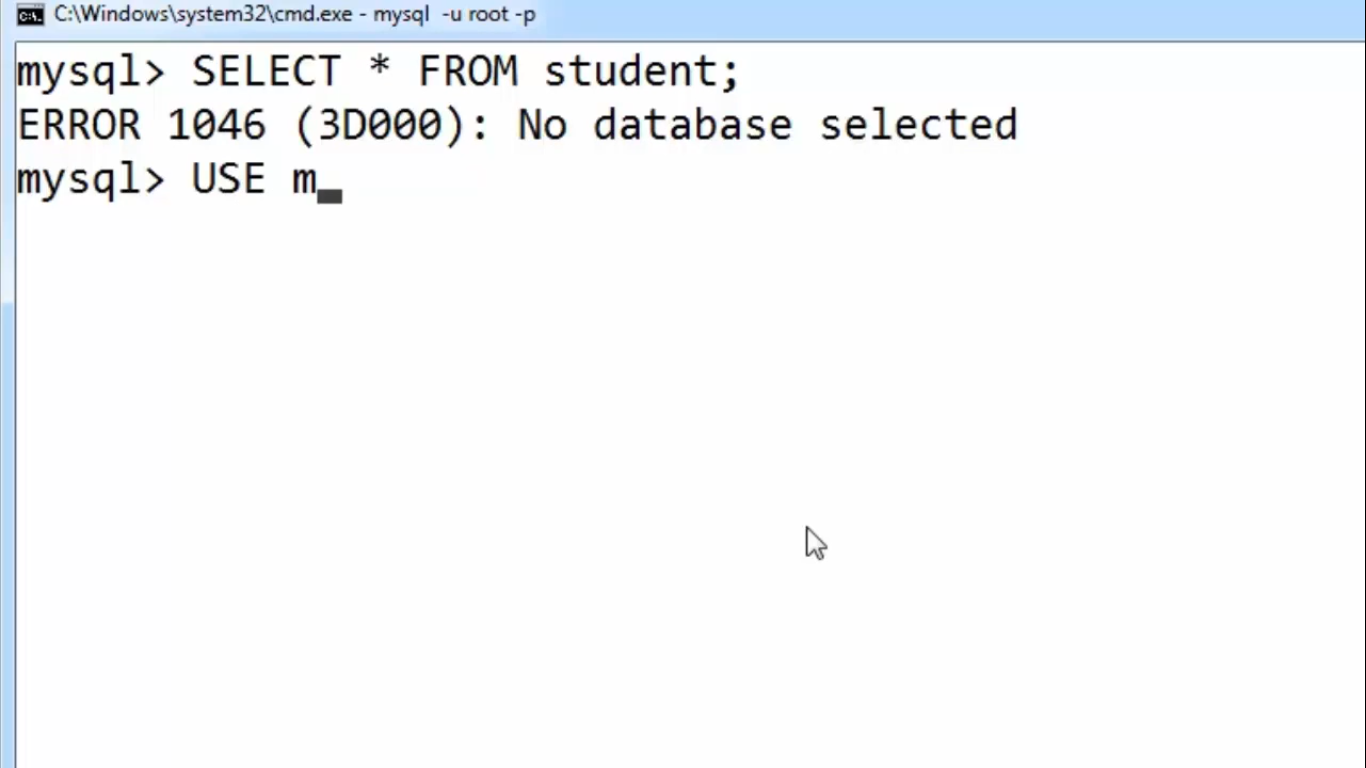 C:\Windows\system32\cmd.exe - mysql  -u root -p
mysql> SELECT * FROM student;
ERROR 1046 (3D000): No database selected
mysql> USE m